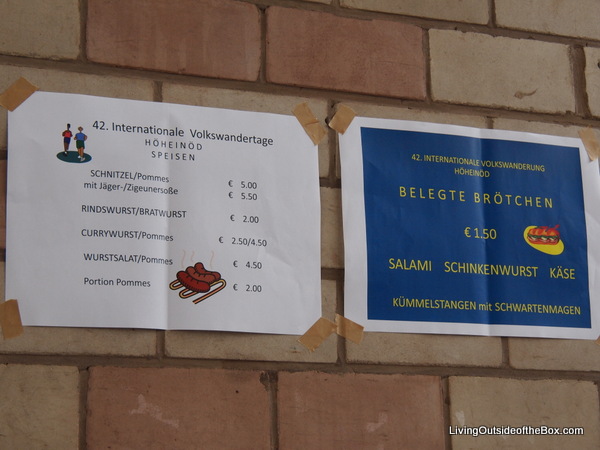 42. Internationale Volkswandertage
HÖHEINÖD
SPEISEN
SCHNITZEL/Pommes € 5.00
mit Jäger-/Zigeunersoße € 5.50
RINDSWURST/BRATWURST € 2.00
CURRYWURST/Pommes € 2.50/4.50
WURSTSALAT/Pommes € 4.50
Portion Pommes € 2.00
42. INTERNATIONALE VOLKSWANDERUNG
HÖHEINÖD
BELEGTE BRÖTCHEN
€ 1.50
SALAMI SCHINKENWURST KÄSE
KÜMMELSTANGEN mit SCHWARTENMAGEN
LivingOutsideoftheBox.com